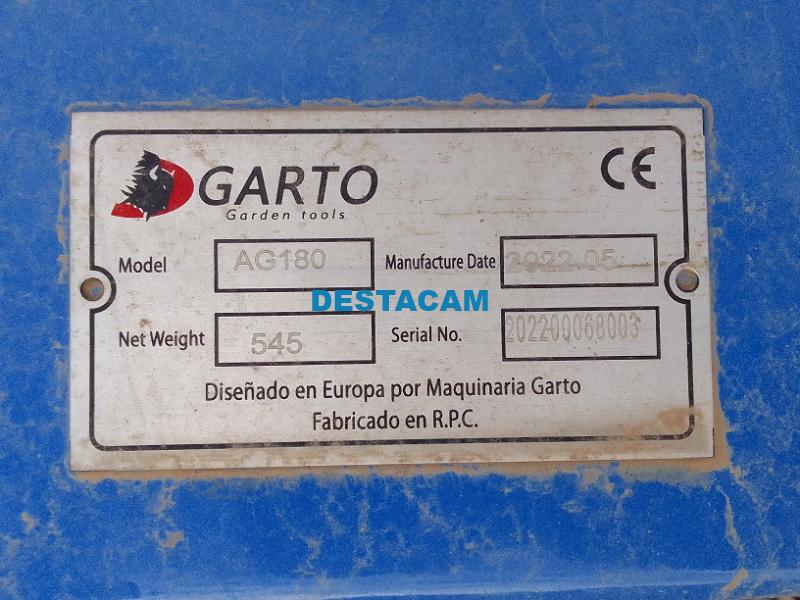 GARTO
Garden tools
CE
Model AG180 Manufacture Date 2022.05
DESTACAM
Net Weight 545 Serial No. 202200068003
Diseñado en Europa por Maquinaria Garto
Fabricado en R.P.C.